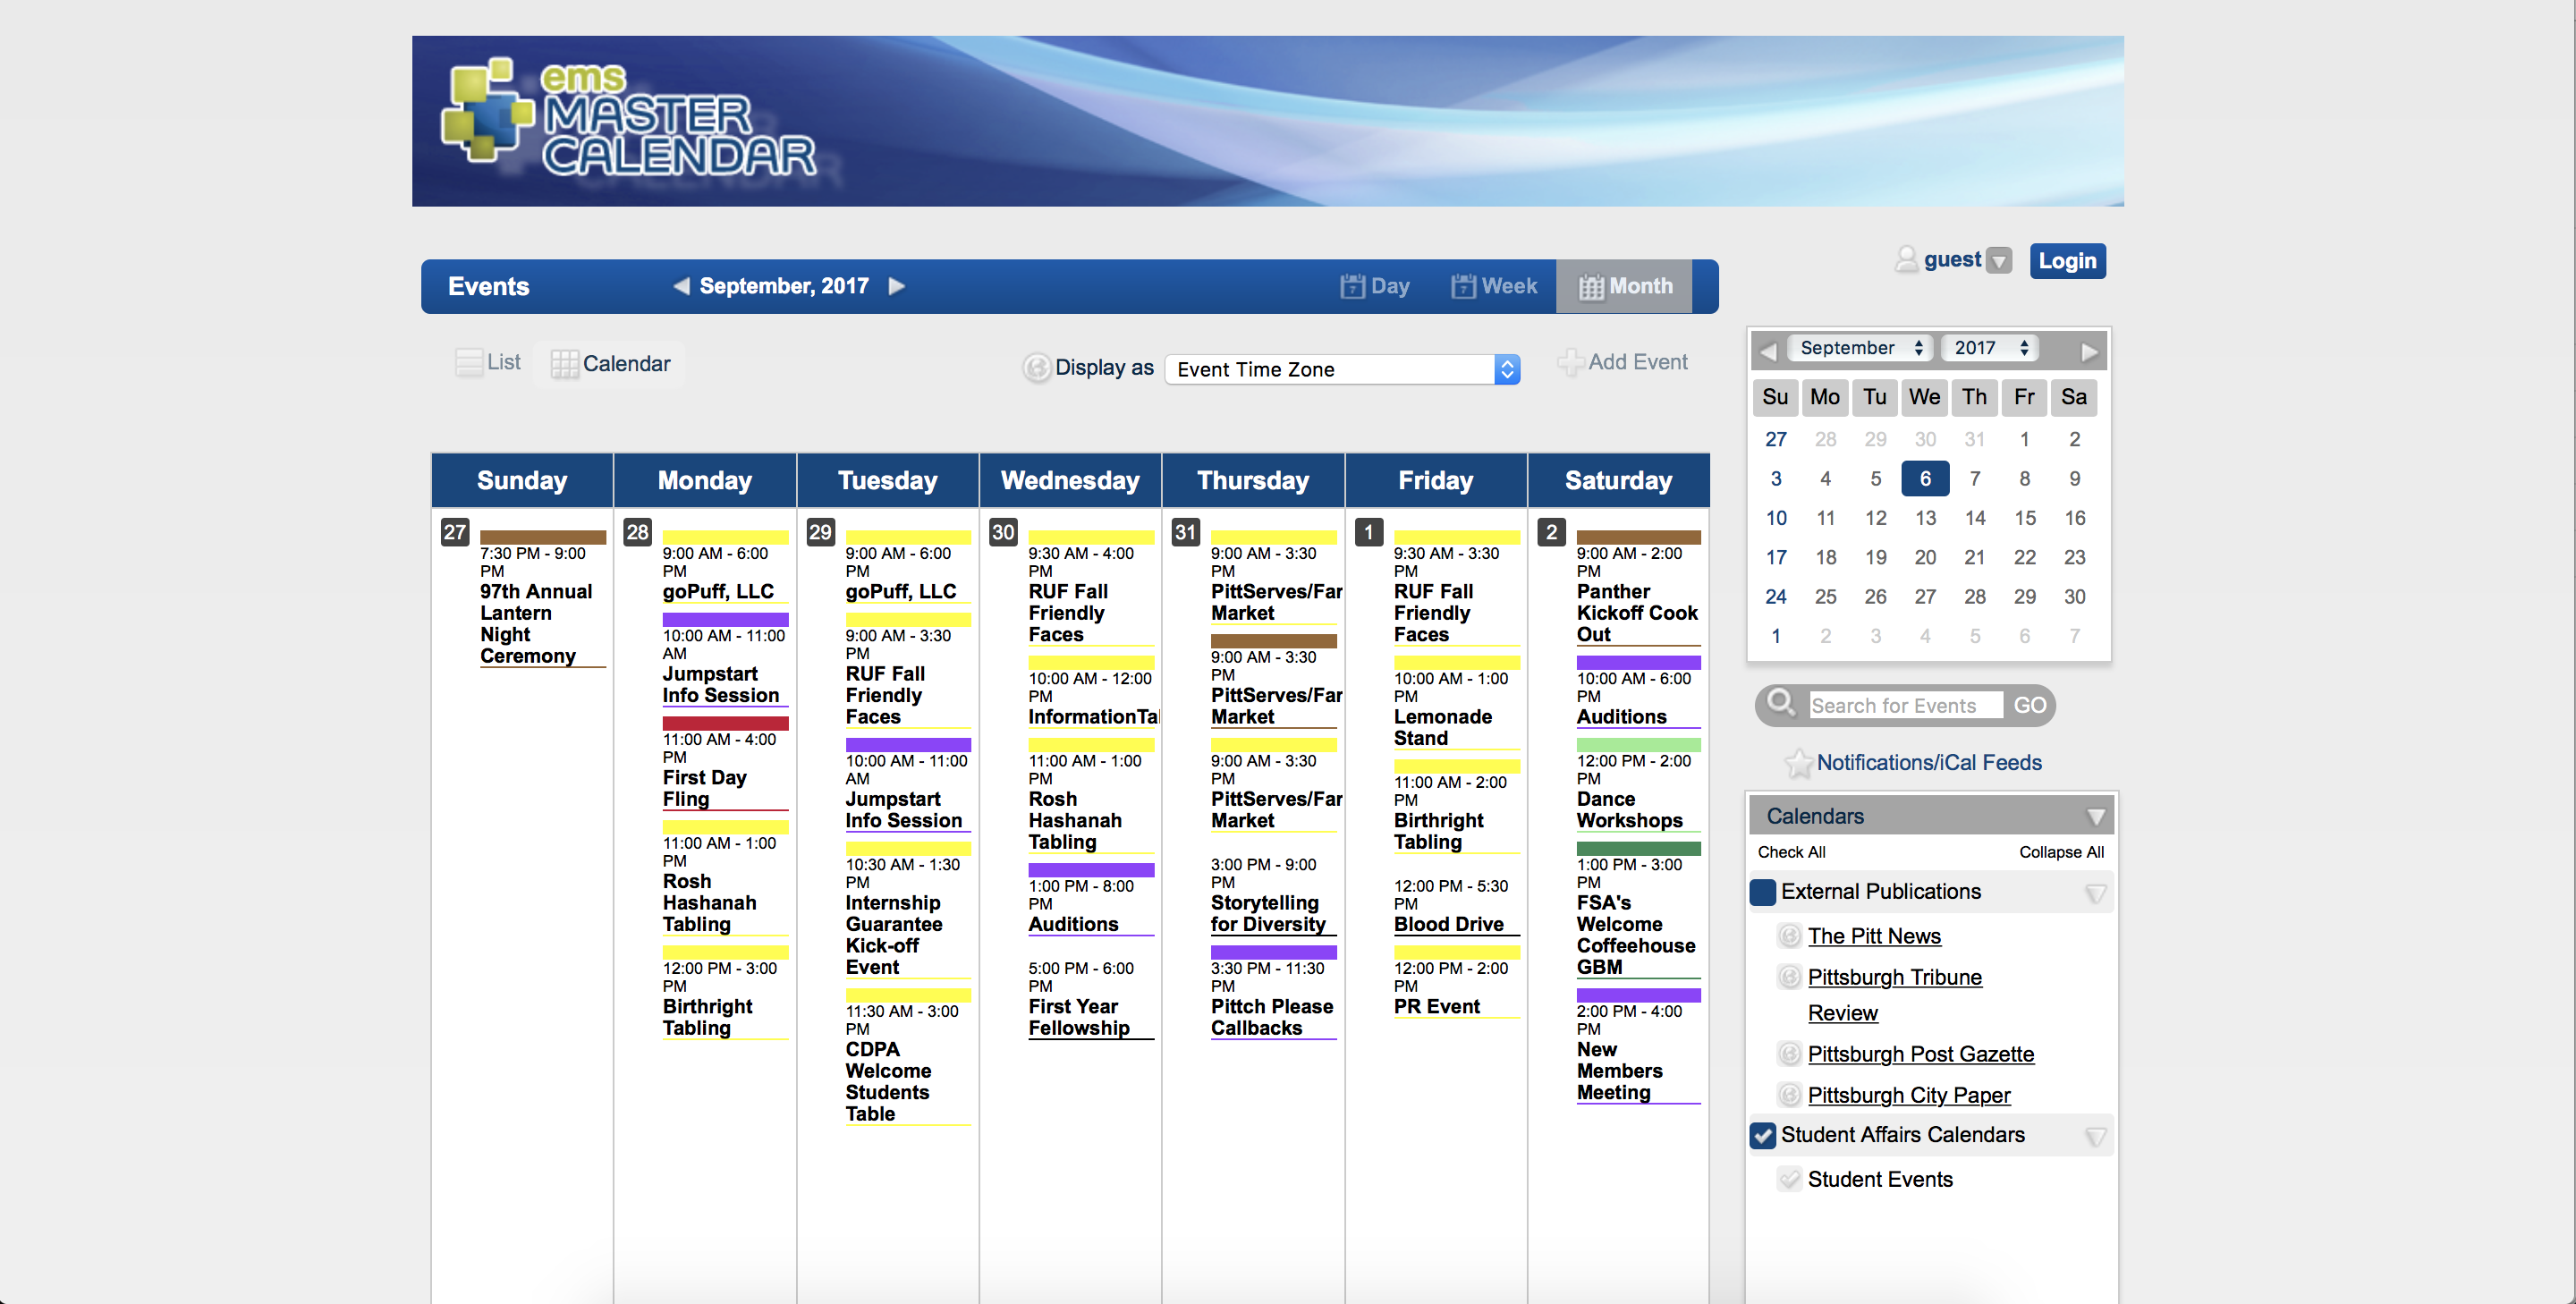 ems
MASTER
CALENDAR
guest
Login
Events
September, 2017
Day
Week
Month
List
Calendar
Display as
Event Time Zone
Add Event
Sunday
Monday
Tuesday
Wednesday
Thursday
Friday
Saturday
27
7:30 PM - 9:00
PM
97th Annual
Lantern
Night
Ceremony
28
9:00 AM - 6:00
PM
goPuff, LLC
10:00 AM - 11:00
AM
Jumpstart
Info Session
11:00 AM - 4:00
PM
First Day
Fling
11:00 AM - 1:00
PM
Rosh
Hashanah
Tabling
12:00 PM - 3:00
PM
Birthright
Tabling
29
9:00 AM - 6:00
PM
goPuff, LLC
9:00 AM - 3:30
PM
RUF Fall
Friendly
Faces
10:00 AM - 11:00
AM
Jumpstart
Info Session
10:30 AM - 1:30
PM
Internship
Guarantee
Kick-off
Event
11:30 AM - 3:00
PM
CDPA
Welcome
Students
Table
30
9:30 AM - 4:00
PM
RUF Fall
Friendly
Faces
10:00 AM - 12:00
PM
InformationTa
11:00 AM - 1:00
PM
Rosh
Hashanah
Tabling
1:00 PM - 8:00
PM
Auditions
5:00 PM - 6:00
PM
First Year
Fellowship
31
9:00 AM - 3:30
PM
PittServes/Far
Market
9:00 AM - 3:30
PM
PittServes/Far
Market
9:00 AM - 3:30
PM
PittServes/Far
Market
3:00 PM - 9:00
PM
Storytelling
for Diversity
3:30 PM - 11:30
PM
Pittch Please
Callbacks
1
9:30 AM - 3:30
PM
RUF Fall
Friendly
Faces
10:00 AM - 1:00
PM
Lemonade
Stand
11:00 AM - 2:00
PM
Birthright
Tabling
12:00 PM - 5:30
PM
Blood Drive
12:00 PM - 2:00
PM
PR Event
2
9:00 AM - 2:00
PM
Panther
Kickoff Cook
Out
10:00 AM - 6:00
PM
Auditions
12:00 PM - 2:00
PM
Dance
Workshops
1:00 PM - 3:00
PM
FSA's
Welcome
Coffeehouse
GBM
2:00 PM - 4:00
PM
New
Members
Meeting
September 2017
Su Mo Tu We Th Fr Sa
27 28 29 30 31 1 2
3 4 5 6 7 8 9
10 11 12 13 14 15 16
17 18 19 20 21 22 23
24 25 26 27 28 29 30
1 2 3 4 5 6 7
Search for Events GO
Notifications/iCal Feeds
Calendars
Check All Collapse All
External Publications
The Pitt News
Pittsburgh Tribune
Review
Pittsburgh Post Gazette
Pittsburgh City Paper
Student Affairs Calendars
Student Events